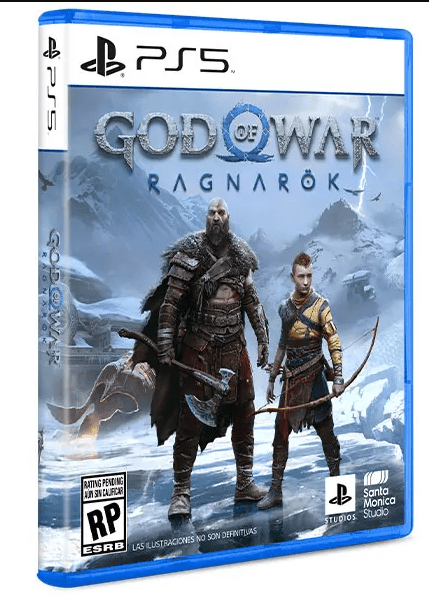 PS5
PS5
GOD OF WAR
RAGNARÖK
GOD OF WAR
RAGNARÖK
RATING PENDING
AÚN SIN CALIFICAR
RP
ESRB
LAS ILUSTRACIONES NO SON DEFINITIVAS
STUDIOS
Santa
Monica
Studio